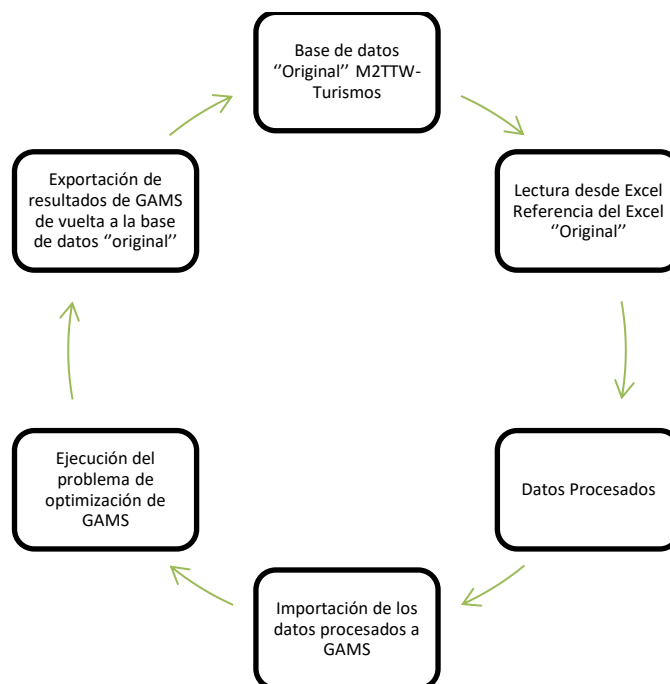 Base de datos
‘’Original’’ M2TTW-
Turismos
Lectura desde Excel
Referencia del Excel
‘’Original’’
Datos Procesados
Importación de los
datos procesados a
GAMS
Ejecución del
problema de
optimización de
GAMS
Exportación de
resultados de GAMS
de vuelta a la base
de datos ‘’original’’